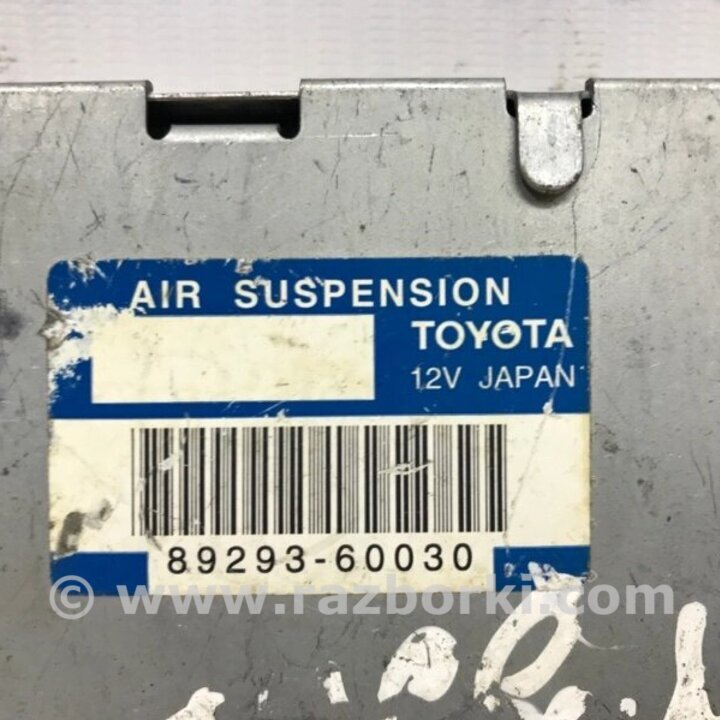 AIR SUSPENSION
TOYOTA
12V JAPAN
89293-60030
© www.razborki.com